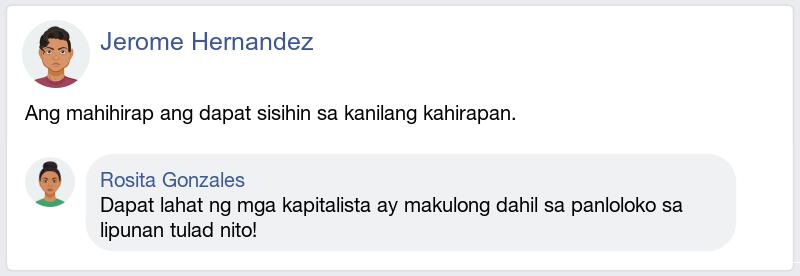 Jerome Hernandez
Ang mahihirap ang dapat sisihin sa kanilang kahirapan.
Rosita Gonzales
Dapat lahat ng mga kapitalista ay makulong dahil sa panloloko sa
lipunan tulad nito!